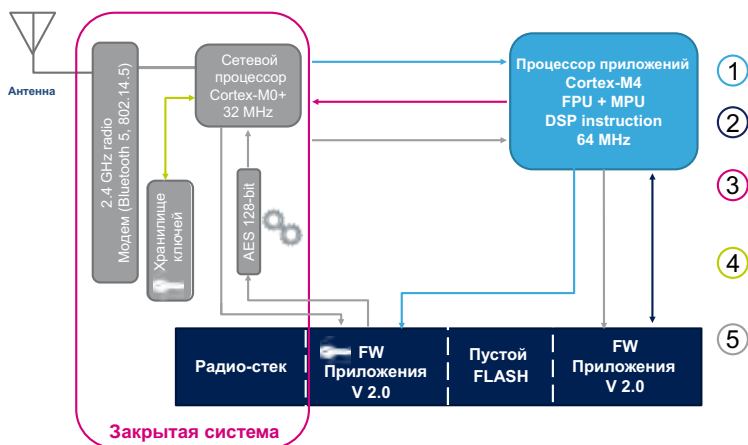 Антенна
2.4 GHz radio
Модем (Bluetooth 5, 802.14.5)
Сетевой
процессор
Cortex-M0+
32 MHz
Хранилище
ключей
AES 128-bit
Процессор приложений
Cortex-M4
FPU + MPU
DSP instruction
64 MHz
1
2
3
4
5
Радио-стек
FW
Приложения
V 2.0
Пустой
FLASH
FW
Приложения
V 2.0
Закрытая система